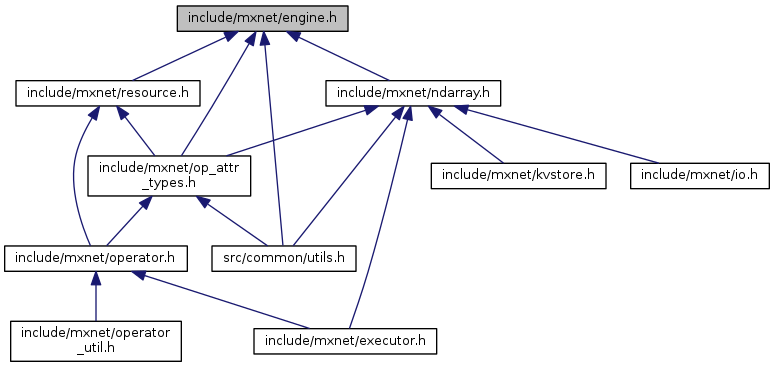 include/mxnet/engine.h
include/mxnet/resource.h
include/mxnet/ndarray.h
include/mxnet/op_attr
_types.h
include/mxnet/kvstore.h
include/mxnet/io.h
include/mxnet/operator.h
src/common/utils.h
include/mxnet/operator
_util.h
include/mxnet/executor.h